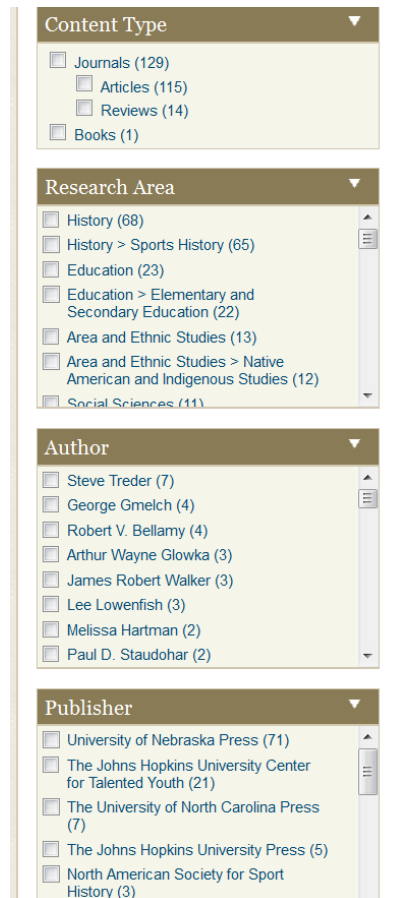 Content Type
Journals (129)
Articles (115)
Reviews (14)
Books (1)
Research Area
History (68)
History > Sports History (65)
Education (23)
Education > Elementary and
Secondary Education (22)
Area and Ethnic Studies (13)
Area and Ethnic Studies > Native
American and Indigenous Studies (12)
Social Sciences (11)
Author
Steve Treder (7)
George Gmelch (4)
Robert V. Bellamy (4)
Arthur Wayne Glowka (3)
James Robert Walker (3)
Lee Lowenfish (3)
Melissa Hartman (2)
Paul D. Staudohar (2)
Publisher
University of Nebraska Press (71)
The Johns Hopkins University Center
for Talented Youth (21)
The University of North Carolina Press
(7)
The Johns Hopkins University Press (5)
North American Society for Sport
History (3)